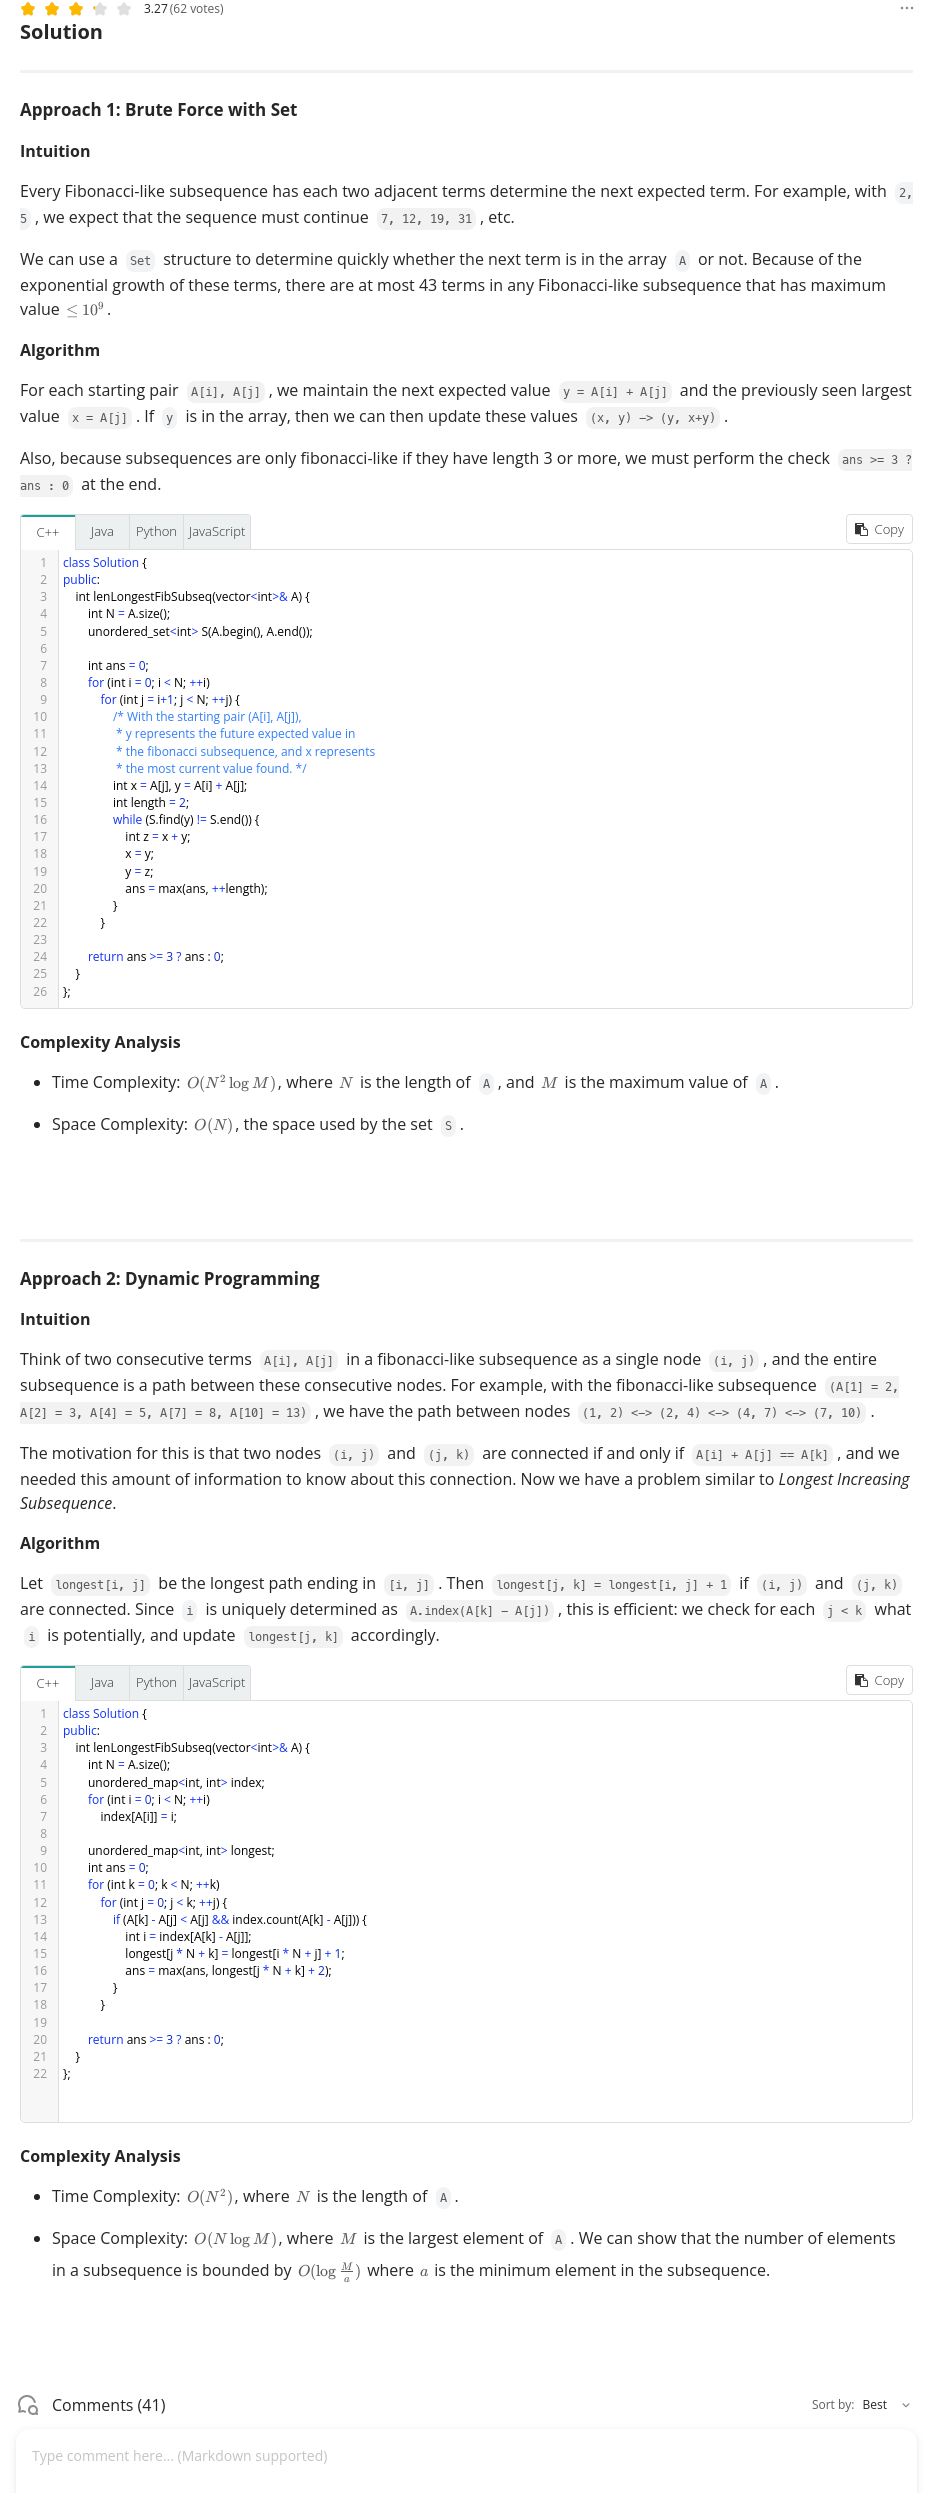 3.27 (62 votes)
Solution
Approach 1: Brute Force with Set
Intuition
Every Fibonacci-like subsequence has each two adjacent terms determine the next expected term. For example, with 2,
5 , we expect that the sequence must continue 7, 12, 19, 31 , etc.
We can use a Set structure to determine quickly whether the next term is in the array A or not. Because of the
exponential growth of these terms, there are at most 43 terms in any Fibonacci-like subsequence that has maximum
value ≤ 10⁹ .
Algorithm
For each starting pair A[i], A[j] , we maintain the next expected value y = A[i] + A[j] and the previously seen largest
value x = A[j] . If y is in the array, then we can then update these values (x, y) -> (y, x+y) .
Also, because subsequences are only fibonacci-like if they have length 3 or more, we must perform the check ans >= 3 ?
ans : 0 at the end.
C++ Java Python JavaScript Copy
1 class Solution {
2 public:
3 int lenLongestFibSubseq(vector<int>& A) {
4 int N = A.size();
5 unordered_set<int> S(A.begin(), A.end());
6
7 int ans = 0;
8 for (int i = 0; i < N; ++i)
9 for (int j = i+1; j < N; ++j) {
10 /* With the starting pair (A[i], A[j]),
11 * y represents the future expected value in
12 * the fibonacci subsequence, and x represents
13 * the most current value found. */
14 int x = A[j], y = A[i] + A[j];
15 int length = 2;
16 while (S.find(y) != S.end()) {
17 int z = x + y;
18 x = y;
19 y = z;
20 ans = max(ans, ++length);
21 }
22 }
23
24 return ans >= 3 ? ans : 0;
25 }
26 };
Complexity Analysis
• Time Complexity: O(N² log M), where N is the length of A , and M is the maximum value of A .
• Space Complexity: O(N), the space used by the set S .
Approach 2: Dynamic Programming
Intuition
Think of two consecutive terms A[i], A[j] in a fibonacci-like subsequence as a single node (i, j) , and the entire
subsequence is a path between these consecutive nodes. For example, with the fibonacci-like subsequence (A[1] = 2,
A[2] = 3, A[4] = 5, A[7] = 8, A[10] = 13) , we have the path between nodes (1, 2) <-> (2, 4) <-> (4, 7) <-> (7, 10) .
The motivation for this is that two nodes (i, j) and (j, k) are connected if and only if A[i] + A[j] == A[k] , and we
needed this amount of information to know about this connection. Now we have a problem similar to Longest Increasing
Subsequence.
Algorithm
Let longest[i, j] be the longest path ending in [i, j] . Then longest[j, k] = longest[i, j] + 1 if (i, j) and (j, k)
are connected. Since i is uniquely determined as A.index(A[k] - A[j]) , this is efficient: we check for each j < k what
i is potentially, and update longest[j, k] accordingly.
C++ Java Python JavaScript Copy
1 class Solution {
2 public:
3 int lenLongestFibSubseq(vector<int>& A) {
4 int N = A.size();
5 unordered_map<int, int> index;
6 for (int i = 0; i < N; ++i)
7 index[A[i]] = i;
8
9 unordered_map<int, int> longest;
10 int ans = 0;
11 for (int k = 0; k < N; ++k)
12 for (int j = 0; j < k; ++j) {
13 if (A[k] - A[j] < A[j] && index.count(A[k] - A[j])) {
14 int i = index[A[k] - A[j]];
15 longest[j * N + k] = longest[i * N + j] + 1;
16 ans = max(ans, longest[j * N + k] + 2);
17 }
18 }
19
20 return ans >= 3 ? ans : 0;
21 }
22 };
Complexity Analysis
• Time Complexity: O(N²), where N is the length of A .
• Space Complexity: O(N log M), where M is the largest element of A . We can show that the number of elements
in a subsequence is bounded by O(log M/a) where a is the minimum element in the subsequence.
Comments (41) Sort by: Best
Type comment here... (Markdown supported)